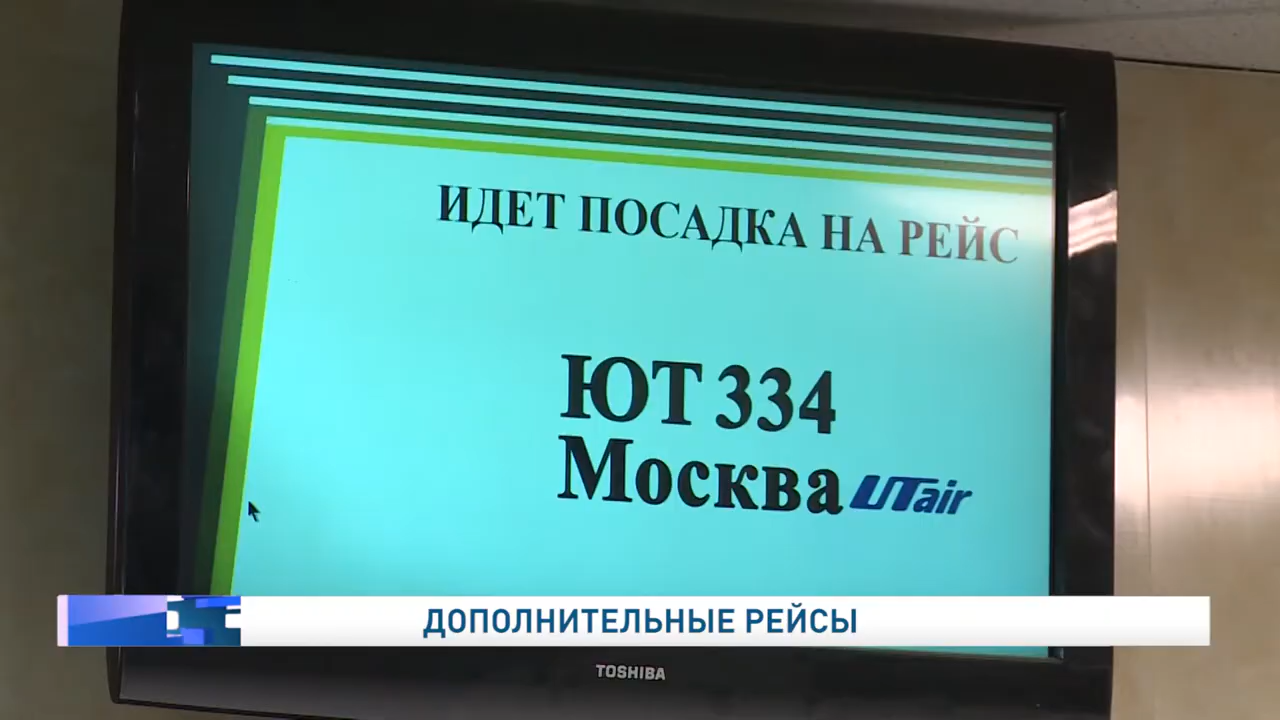 ИДЕТ ПОСАДКА НА РЕЙС
ЮТ 334
Москва UTair
ДОПОЛНИТЕЛЬНЫЕ РЕЙСЫ
TOSHIBA